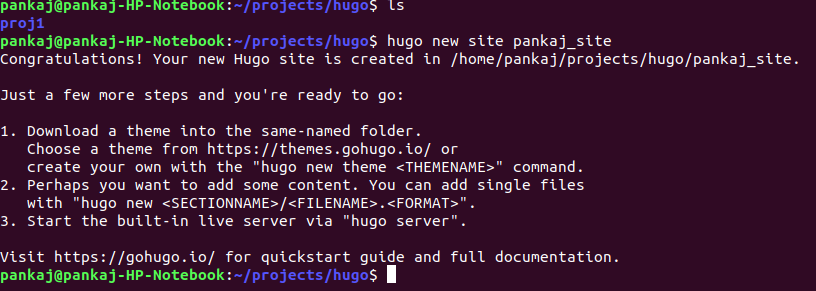 pankaj@pankaj-HP-Notebook:~/projects/hugo$ ls
proj1
pankaj@pankaj-HP-Notebook:~/projects/hugo$ hugo new site pankaj_site
Congratulations! Your new Hugo site is created in /home/pankaj/projects/hugo/pankaj_site.

Just a few more steps and you're ready to go:

1. Download a theme into the same-named folder.
   Choose a theme from https://themes.gohugo.io/ or
   create your own with the "hugo new theme <THEMENAME>" command.
2. Perhaps you want to add some content. You can add single files
   with "hugo new <SECTIONNAME>/<FILENAME>.<FORMAT>".
3. Start the built-in live server via "hugo server".

Visit https://gohugo.io/ for quickstart guide and full documentation.
pankaj@pankaj-HP-Notebook:~/projects/hugo$